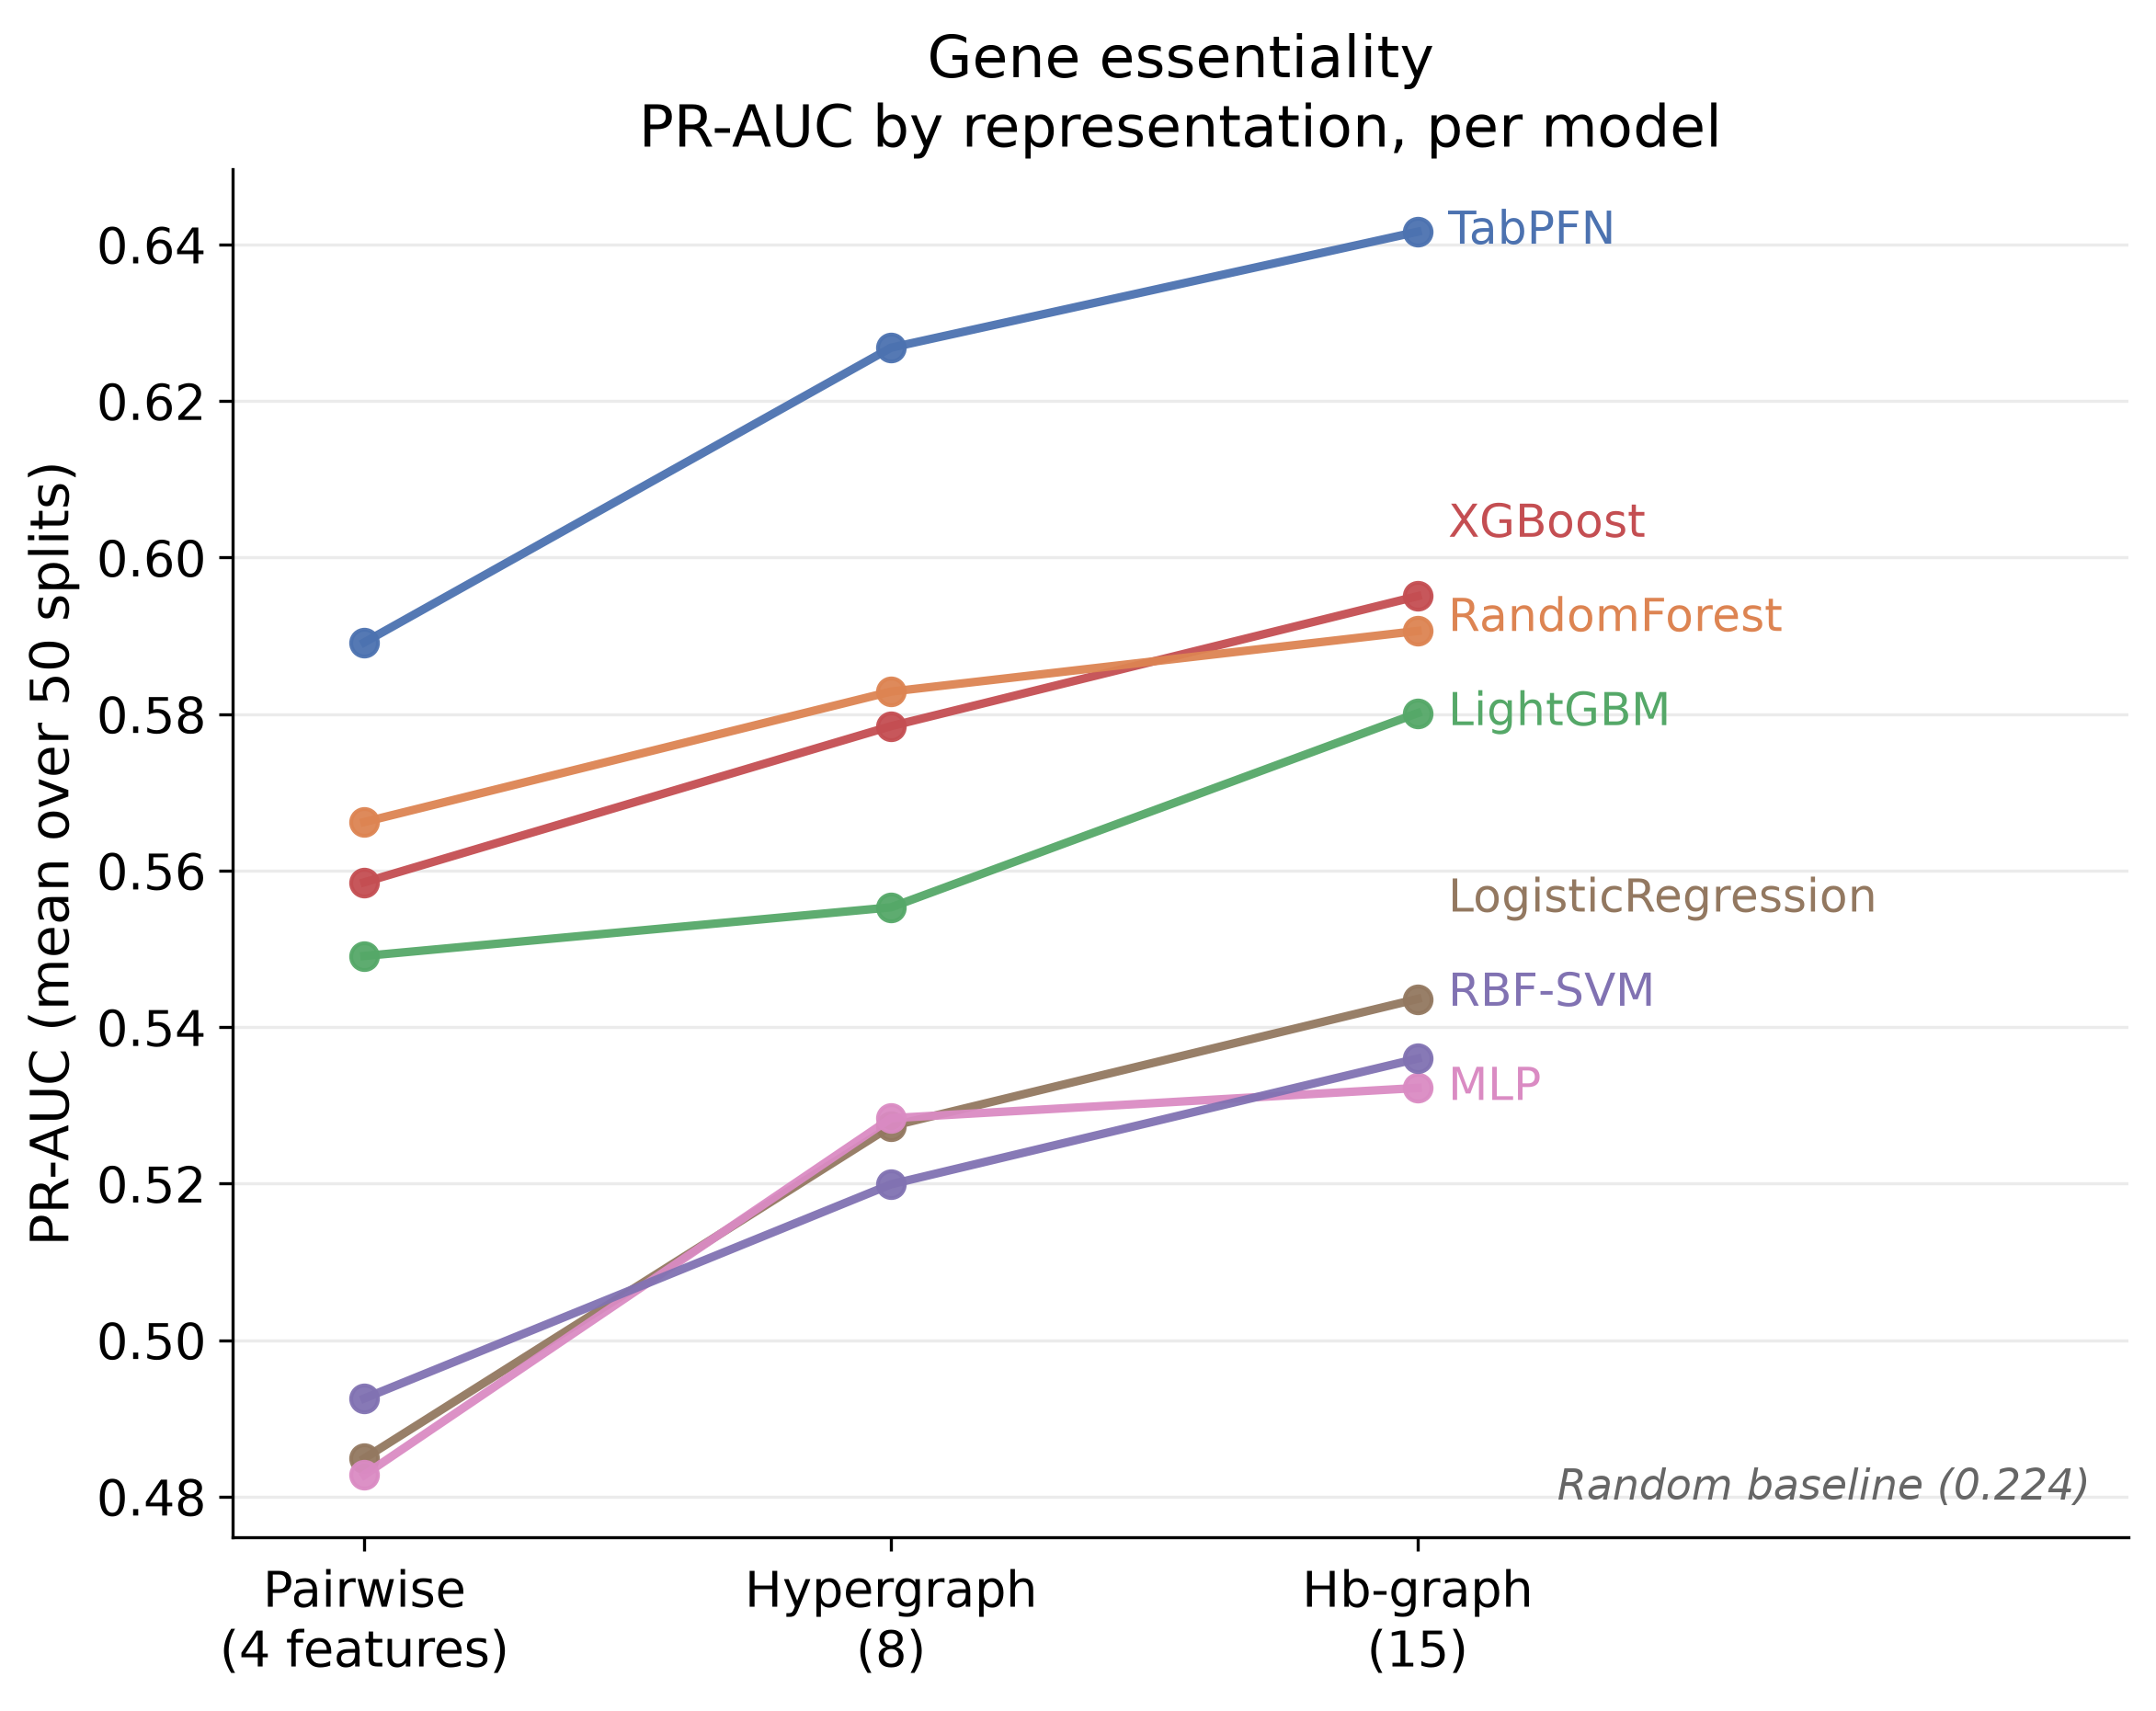 Gene essentiality
PR-AUC by representation, per model
PR-AUC (mean over 50 splits)
0.64
0.62
0.60
0.58
0.56
0.54
0.52
0.50
0.48
TabPFN
XGBoost
RandomForest
LightGBM
LogisticRegression
RBF-SVM
MLP
Random baseline (0.224)
Pairwise
(4 features)
Hypergraph
(8)
Hb-graph
(15)